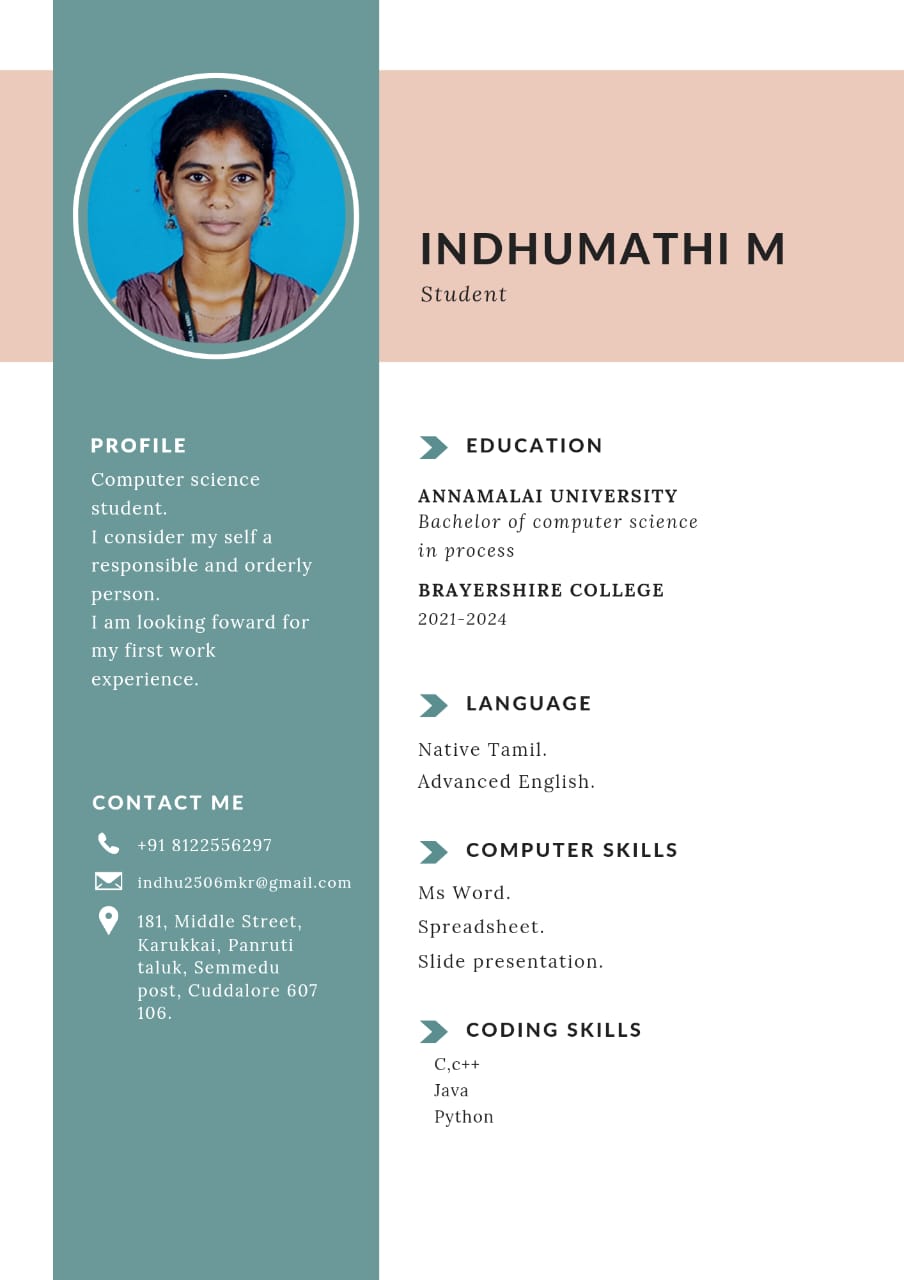 INDHUMATHI M
Student
PROFILE
Computer science
student.
I consider my self a
responsible and orderly
person.
I am looking foward for
my first work
experience.
CONTACT ME
+91 8122556297
indhu2506mkr@gmail.com
181, Middle Street,
Karukkai, Panruti
taluk, Semmedu
post, Cuddalore 607
106.
EDUCATION
ANNAMALAI UNIVERSITY
Bachelor of computer science
in process
BRAYERSHIRE COLLEGE
2021-2024
LANGUAGE
Native Tamil.
Advanced English.
COMPUTER SKILLS
Ms Word.
Spreadsheet.
Slide presentation.
CODING SKILLS
C,c++
Java
Python